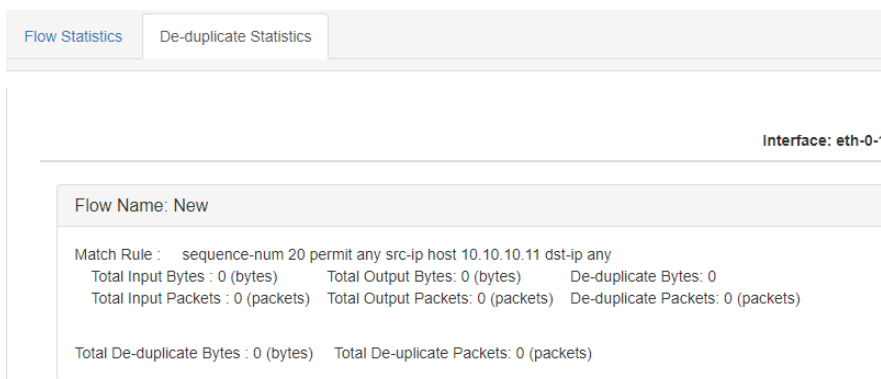 Flow Statistics De-duplicate Statistics
Interface: eth-0-
Flow Name: New
Match Rule : sequence-num 20 permit any src-ip host 10.10.10.11 dst-ip any
Total Input Bytes : 0 (bytes) Total Output Bytes: 0 (bytes) De-duplicate Bytes: 0
Total Input Packets : 0 (packets) Total Output Packets: 0 (packets) De-duplicate Packets: 0 (packets)
Total De-duplicate Bytes : 0 (bytes) Total De-uplicate Packets: 0 (packets)